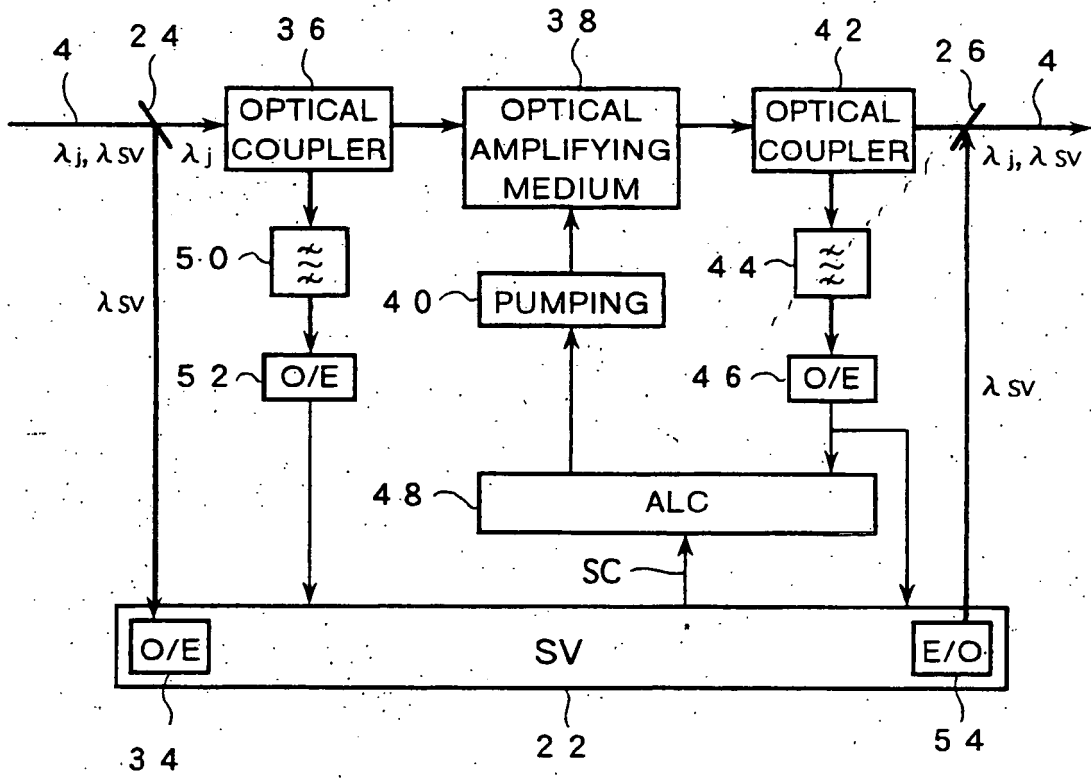 4
24
36
38
42
26
4
OPTICAL
COUPLER
OPTICAL
AMPLIFYING
MEDIUM
OPTICAL
COUPLER
λj, λSV
λj
λj, λSV
50
44
λSV
40
PUMPING
52
O/E
46
O/E
λSV
48
ALC
SC
O/E
SV
E/O
34
22
54